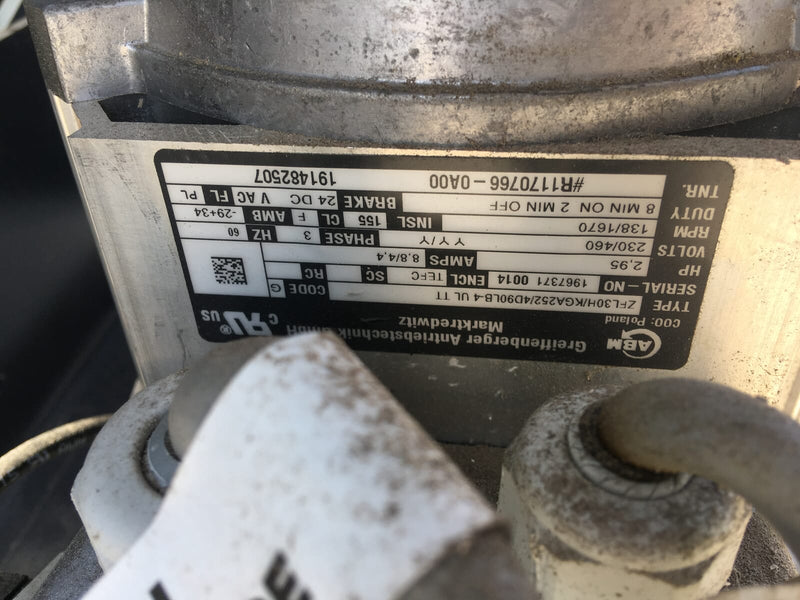 ABM
Greiffenberger Antriebstechnik GmbH
COO: Poland
Marktredwitz
C UR ® US
TYPE ZFL30H/KGA252/4D90LB-4 UL TT
CODE G
SERIAL-NO 1967371 0014 ENCL TEFC SC RC
HP 2,95 AMPS 8,8/4,4
VOLTS 230/460 Y Y/Y PHASE 3 HZ 60
RPM 138/1670 INSL 155 CL F AMB -29+34
DUTY 8 MIN ON 2 MIN OFF BRAKE 24 DC V AC FL PL
TNR. #R1170766-0A00 191482507